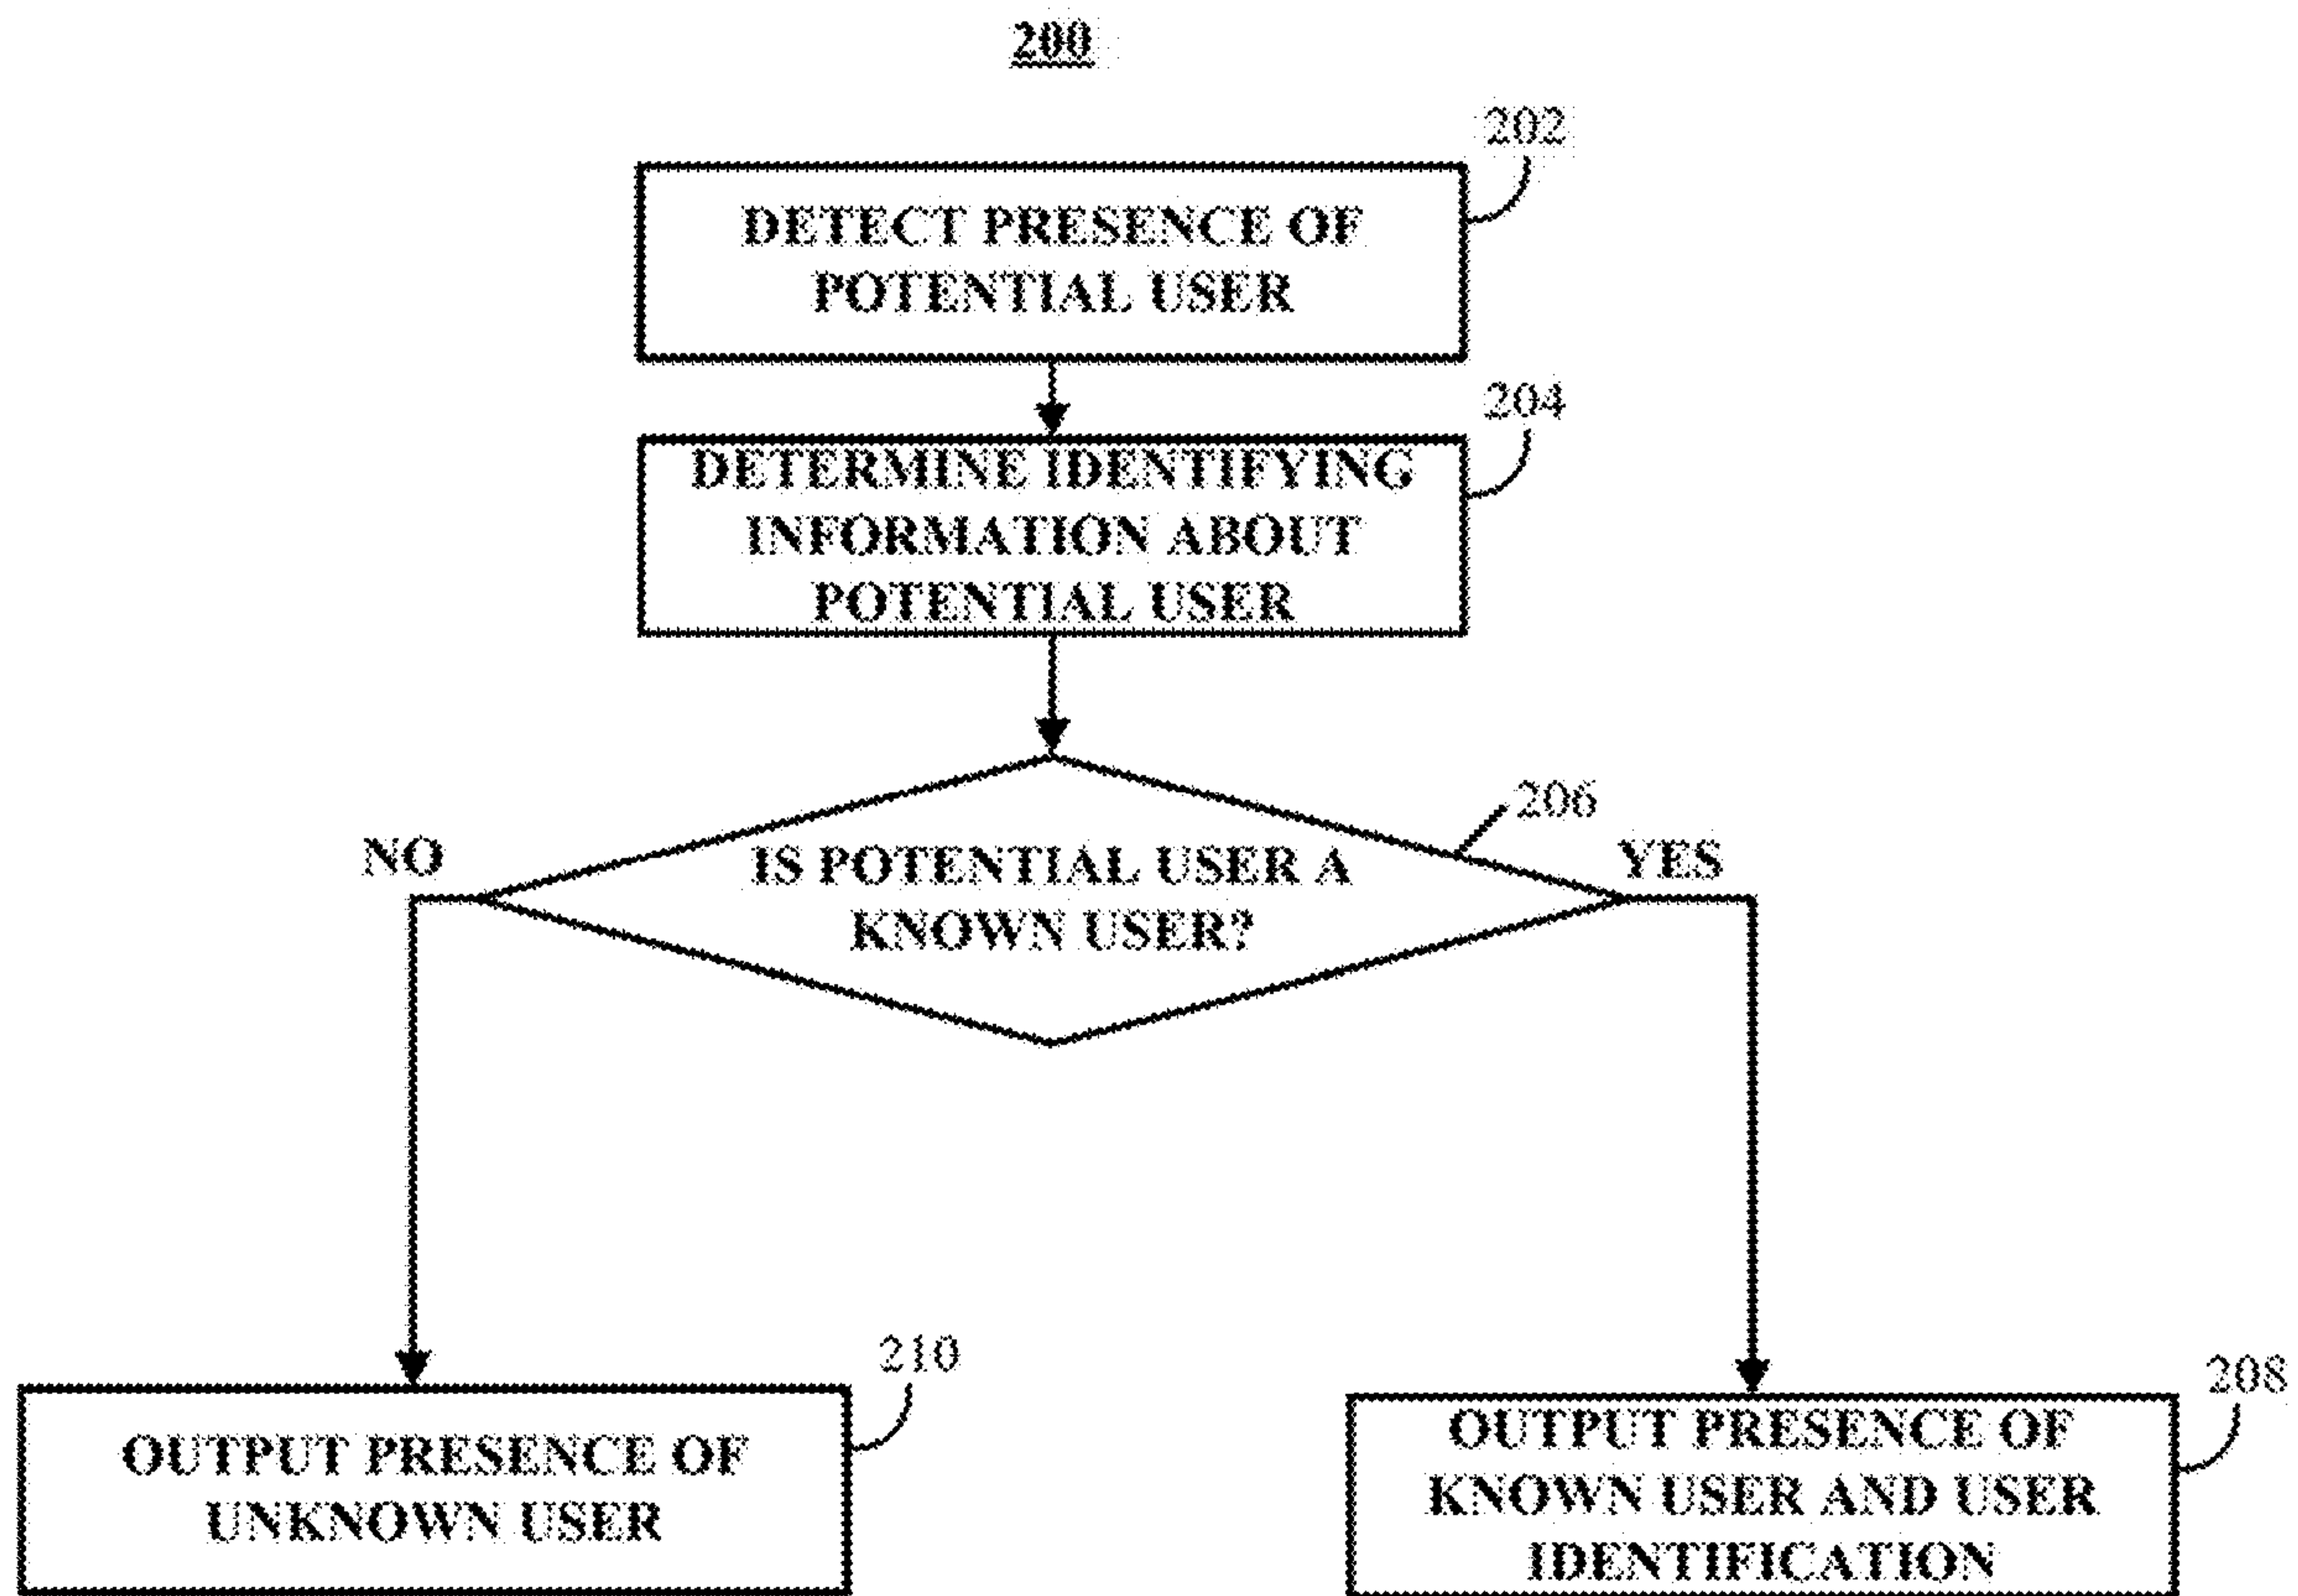 200
202
DETECT PRESENCE OF
POTENTIAL USER
204
DETERMINE IDENTIFYING
INFORMATION ABOUT
POTENTIAL USER
206
NO
YES
IS POTENTIAL USER A
KNOWN USER?
210
OUTPUT PRESENCE OF
UNKNOWN USER
208
OUTPUT PRESENCE OF
KNOWN USER AND USER
IDENTIFICATION